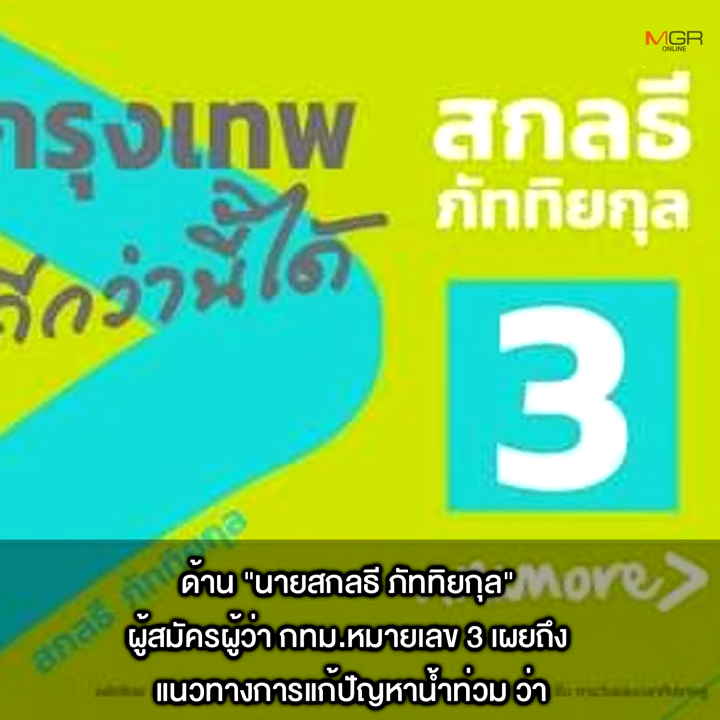 MGR
ONLINE
กรุงเทพ
ดีกว่านี้ได้
สกลธี
ภัททิยกุล
3
สกลธี ภัททิยกุล
more>
ด้าน "นายสกลธี ภัททิยกุล"
ผู้สมัครผู้ว่า กทม.หมายเลข 3 เผยถึง
แนวทางการแก้ปัญหาน้ำท่วม ว่า